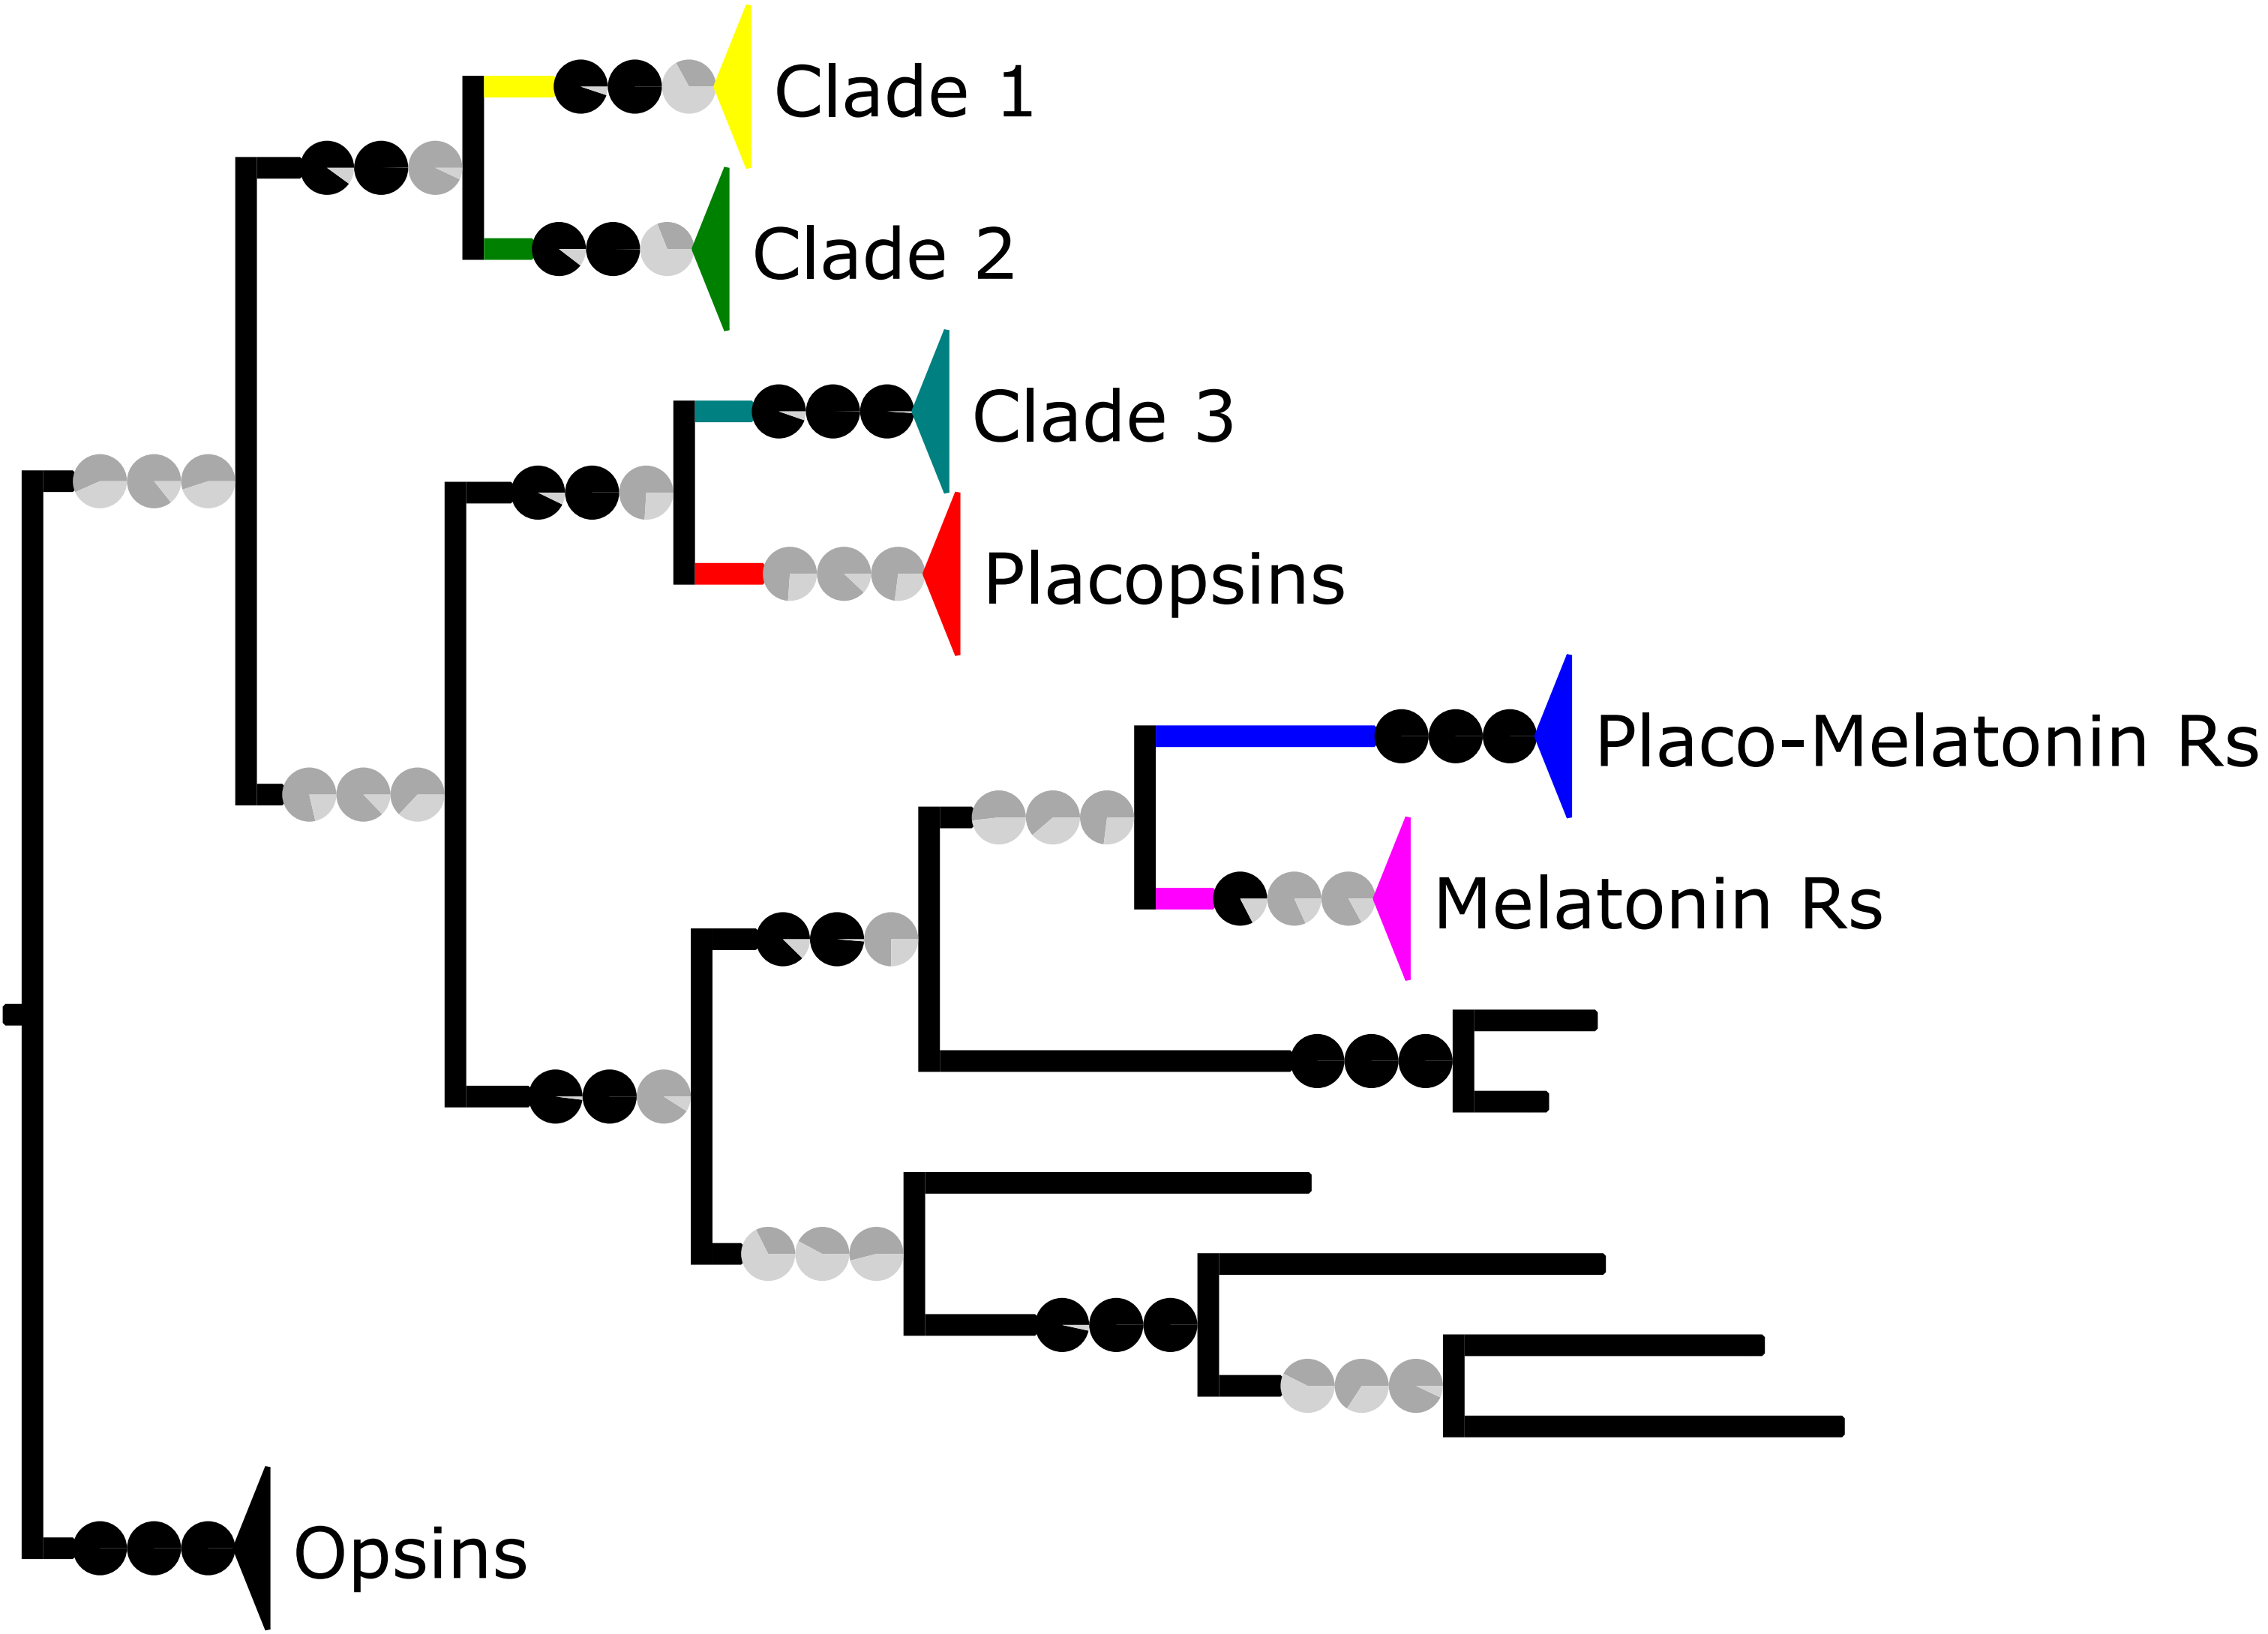 Clade 1
Clade 2
Clade 3
Placopsins
Placo-Melatonin Rs
Melatonin Rs
Opsins